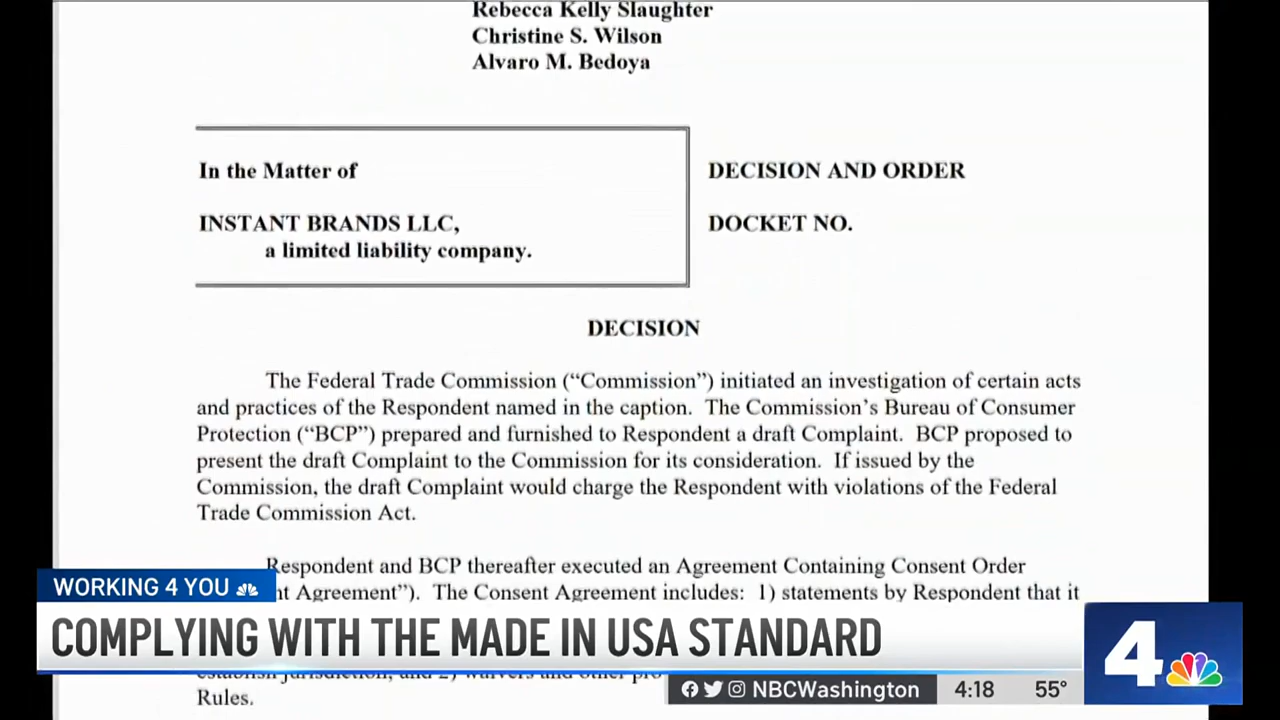 Rebecca Kelly Slaughter
Christine S. Wilson
Alvaro M. Bedoya
In the Matter of
INSTANT BRANDS LLC,
a limited liability company.
DECISION AND ORDER
DOCKET NO.
DECISION
The Federal Trade Commission (“Commission”) initiated an investigation of certain acts
and practices of the Respondent named in the caption. The Commission’s Bureau of Consumer
Protection (“BCP”) prepared and furnished to Respondent a draft Complaint. BCP proposed to
present the draft Complaint to the Commission for its consideration. If issued by the
Commission, the draft Complaint would charge the Respondent with violations of the Federal
Trade Commission Act.
Respondent and BCP thereafter executed an Agreement Containing Consent Order
Agreement”). The Consent Agreement includes: 1) statements by Respondent that it
Rules.
WORKING 4 YOU
COMPLYING WITH THE MADE IN USA STANDARD
4
NBCWashington
4:18
55°